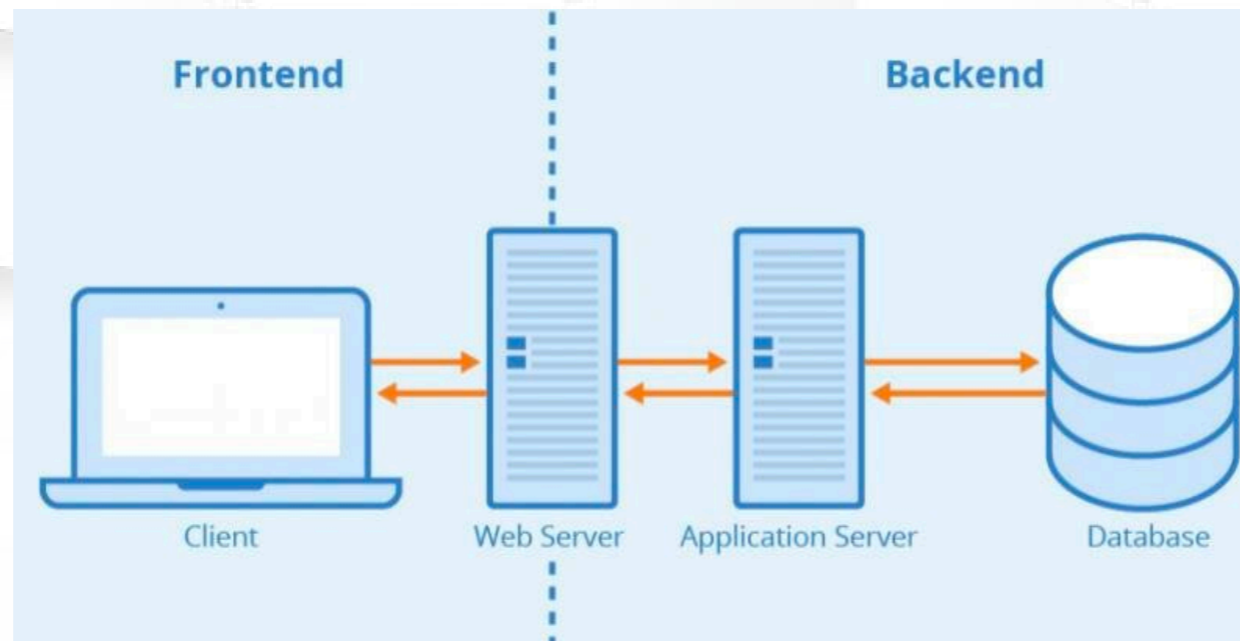 Frontend
Backend
Client
Web Server
Application Server
Database